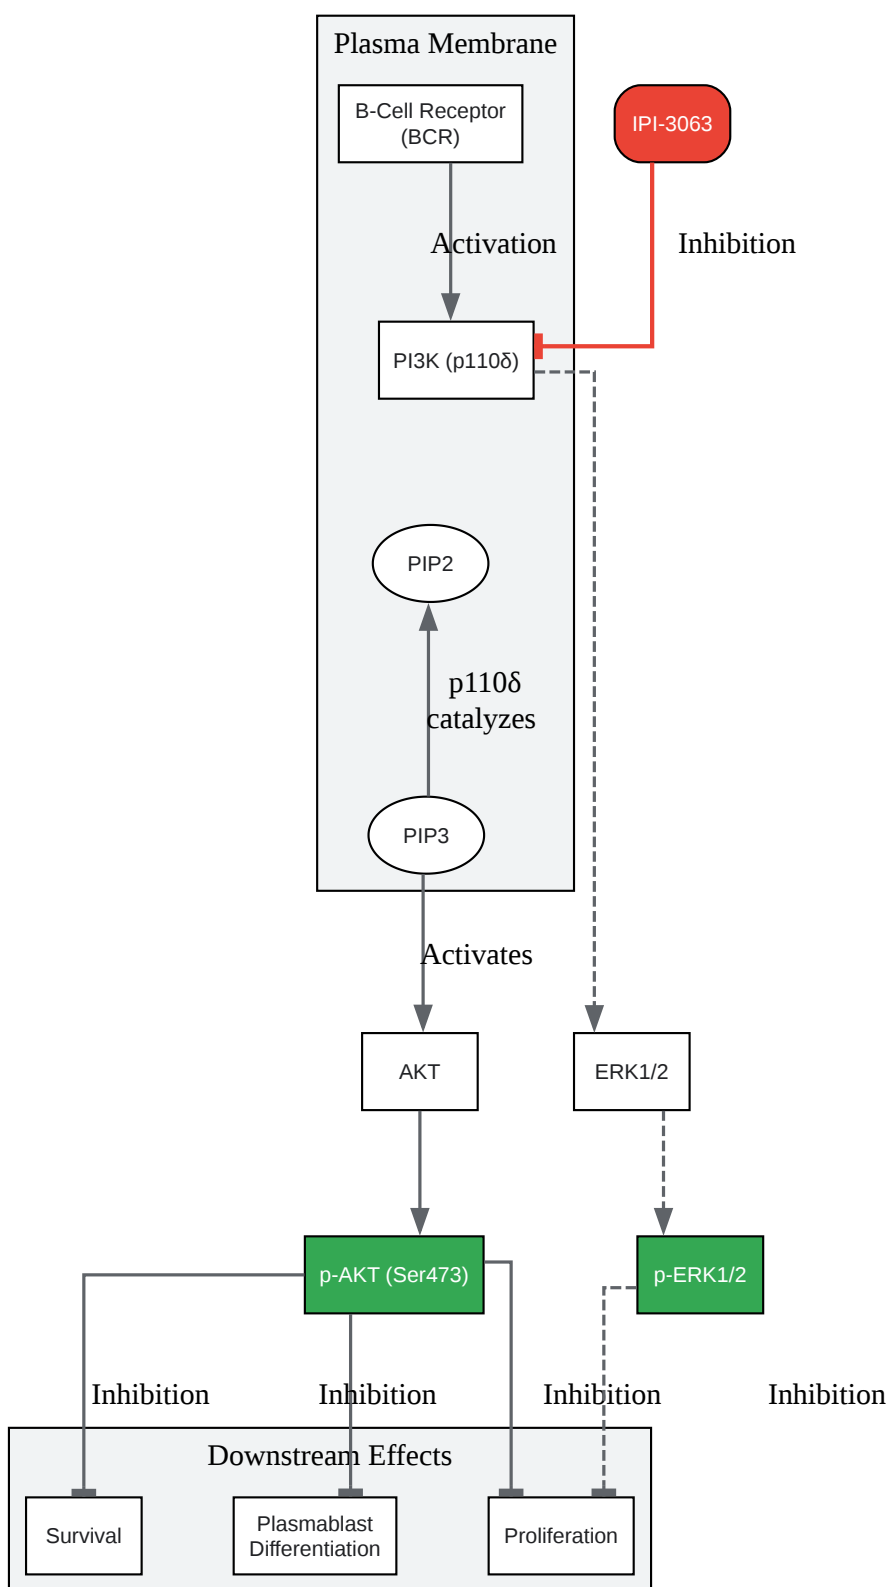 Plasma Membrane
B-Cell Receptor
(BCR)
IPI-3063
Activation
Inhibition
PI3K (p110δ)
PIP2
p110δ
catalyzes
PIP3
Activates
AKT
ERK1/2
p-AKT (Ser473)
p-ERK1/2
Inhibition
Inhibition
Inhibition
Inhibition
Downstream Effects
Survival
Plasmablast
Differentiation
Proliferation